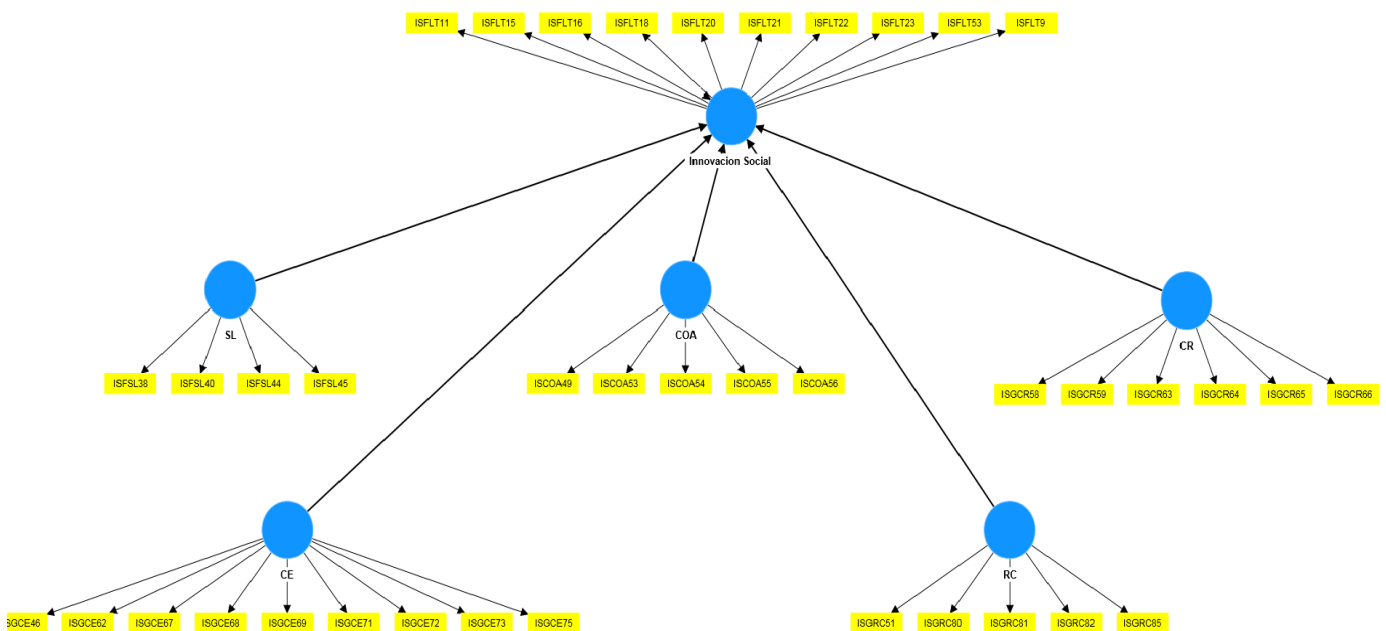 ISFLT11 ISFLT15 ISFLT16 ISFLT18 ISFLT20 ISFLT21 ISFLT22 ISFLT23 ISFLT53 ISFLT9
Innovacion Social
SL
COA
CR
ISFSL38 ISFSL40 ISFSL44 ISFSL45
ISCOA49 ISCOA53 ISCOA54 ISCOA55 ISCOA56
ISGCR58 ISGCR59 ISGCR63 ISGCR64 ISGCR65 ISGCR66
CE
RC
SGCE46 ISGCE62 ISGCE67 ISGCE68 ISGCE69 ISGCE71 ISGCE72 ISGCE73 ISGCE75
ISGRC51 ISGRC80 ISGRC81 ISGRC82 ISGRC85